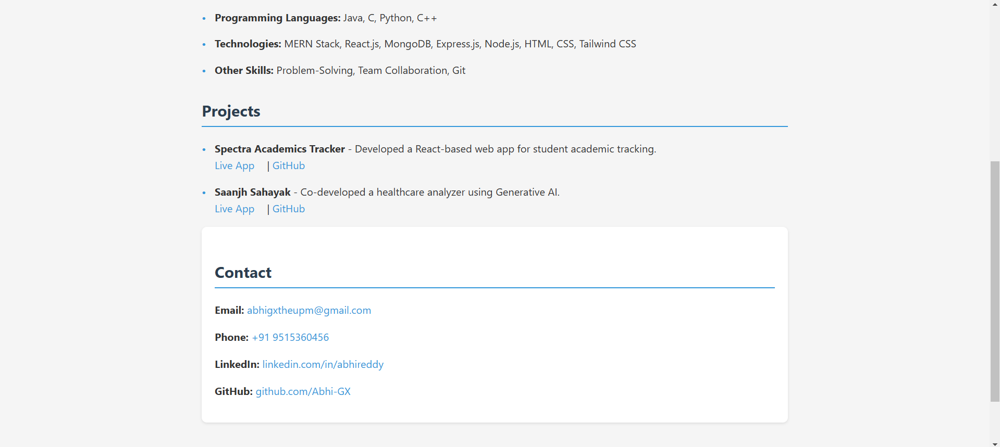 • Programming Languages: Java, C, Python, C++
• Technologies: MERN Stack, React.js, MongoDB, Express.js, Node.js, HTML, CSS, Tailwind CSS
• Other Skills: Problem-Solving, Team Collaboration, Git
Projects
• Spectra Academics Tracker - Developed a React-based web app for student academic tracking.
Live App | GitHub
• Saanjh Sahayak - Co-developed a healthcare analyzer using Generative AI.
Live App | GitHub
Contact
Email: abhigxtheupm@gmail.com
Phone: +91 9515360456
LinkedIn: linkedin.com/in/abhireddy
GitHub: github.com/Abhi-GX